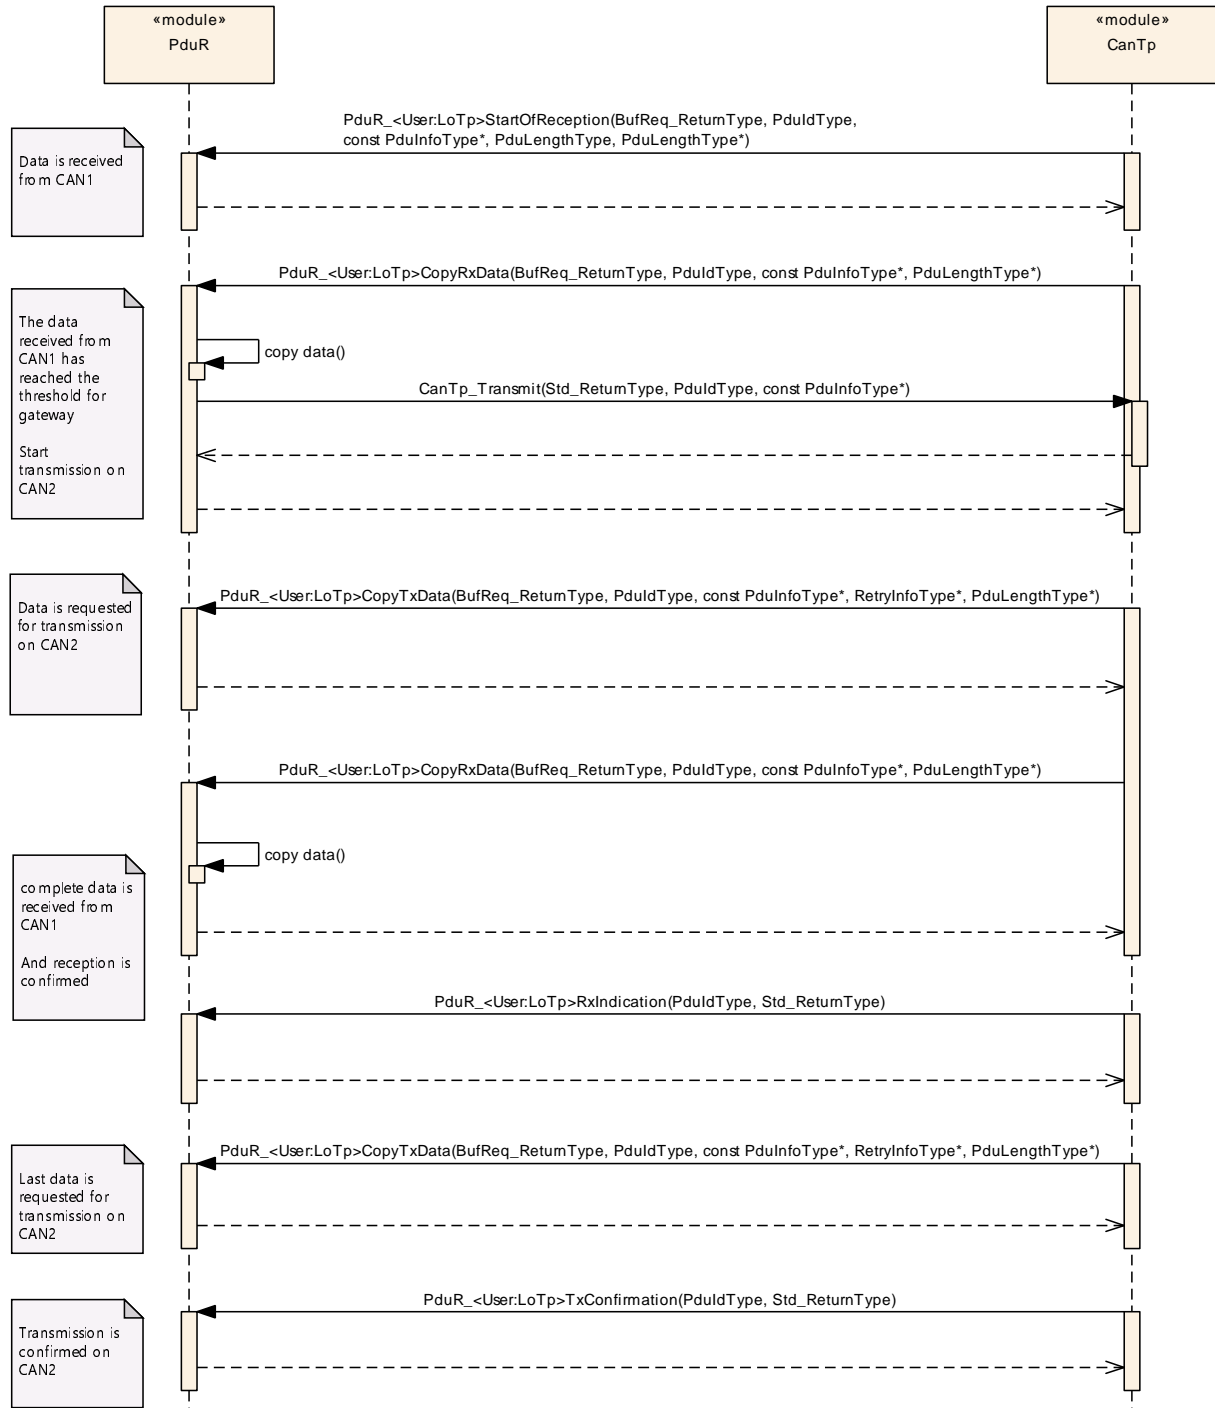 «module»
PduR
«module»
CanTp
PduR_<User:LoTp>StartOfReception(BufReq_ReturnType, PduIdType,
const PduInfoType*, PduLengthType, PduLengthType*)
Data is received
from CAN1
PduR_<User:LoTp>CopyRxData(BufReq_ReturnType, PduIdType, const PduInfoType*, PduLengthType*)
The data
received from
CAN1 has
reached the
threshold for
gateway
Start
transmission on
CAN2
copy data()
CanTp_Transmit(Std_ReturnType, PduIdType, const PduInfoType*)
Data is requested
for transmission
on CAN2
PduR_<User:LoTp>CopyTxData(BufReq_ReturnType, PduIdType, const PduInfoType*, RetryInfoType*, PduLengthType*)
PduR_<User:LoTp>CopyRxData(BufReq_ReturnType, PduIdType, const PduInfoType*, PduLengthType*)
copy data()
complete data is
received from
CAN1
And reception is
confirmed
PduR_<User:LoTp>RxIndication(PduIdType, Std_ReturnType)
PduR_<User:LoTp>CopyTxData(BufReq_ReturnType, PduIdType, const PduInfoType*, RetryInfoType*, PduLengthType*)
Last data is
requested for
transmission on
CAN2
PduR_<User:LoTp>TxConfirmation(PduIdType, Std_ReturnType)
Transmission is
confirmed on
CAN2